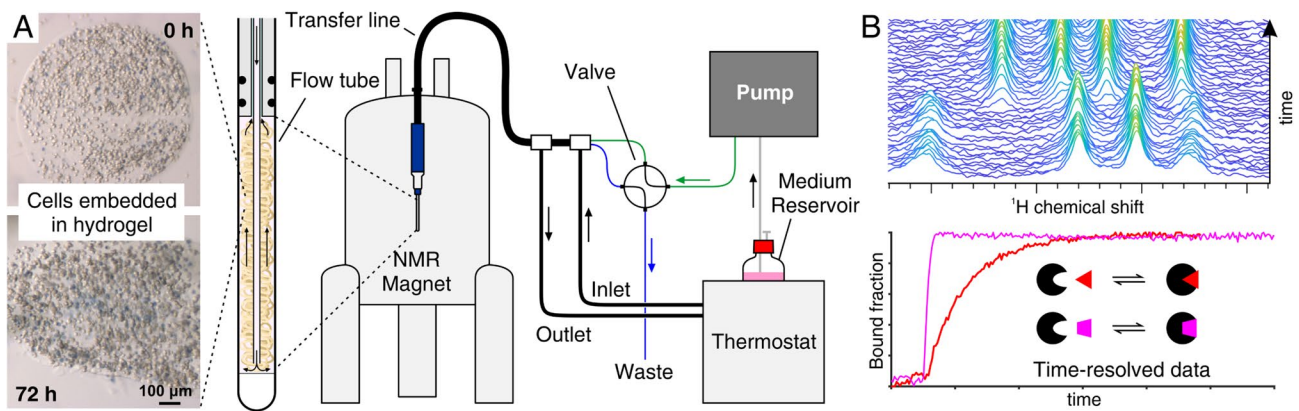 A
0 h
Cells embedded
in hydrogel
72 h
100 µm
Transfer line
Flow tube
NMR
Magnet
Valve
Pump
Medium
Reservoir
Inlet
Outlet
Thermostat
Waste
B
time
¹H chemical shift
Bound fraction
Time-resolved data
time